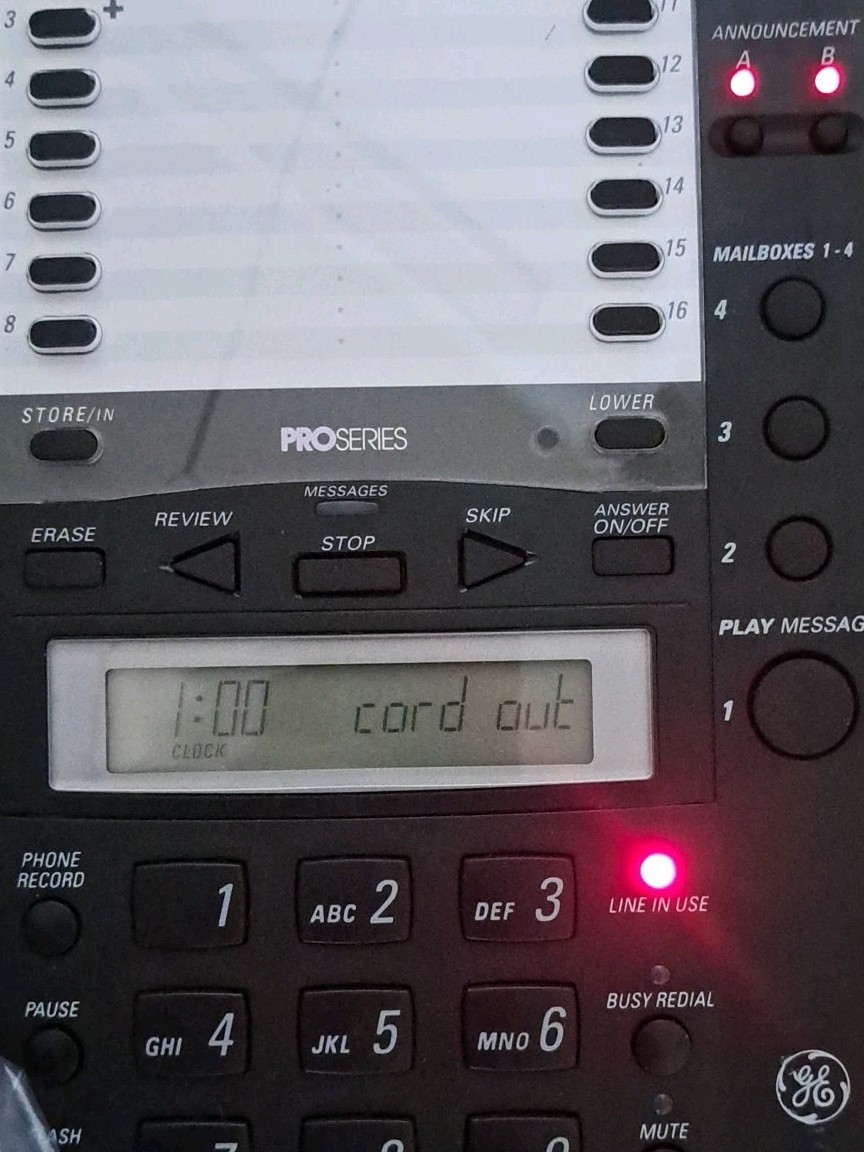 3 + 11
4 12
5 13
6 14
7 15
8 16
ANNOUNCEMENT
A B
MAILBOXES 1-4
4
3
2
STORE/IN
PROSERIES
LOWER
MESSAGES
ERASE
REVIEW
STOP
SKIP
ANSWER
ON/OFF
PLAY
1
1:00 cord out
CLOCK
PHONE
RECORD
1
ABC 2
DEF 3
LINE IN USE
PAUSE
GHI 4
JKL 5
MNO 6
BUSY REDIAL
GE
MUTE